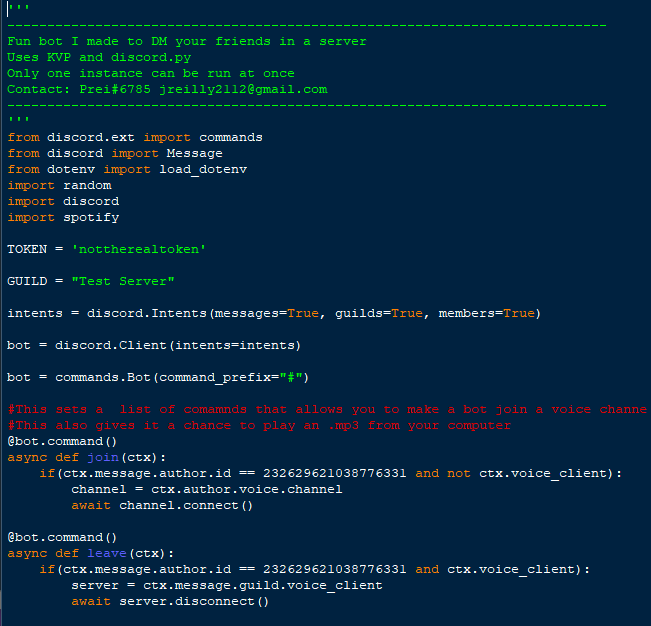 '''
---------------------------------------------------------------------------
Fun bot I made to DM your friends in a server
Uses KVP and discord.py
Only one instance can be run at once
Contact: Prei#6785 jreilly2112@gmail.com
---------------------------------------------------------------------------
'''
from discord.ext import commands
from discord import Message
from dotenv import load_dotenv
import random
import discord
import spotify

TOKEN = 'nottherealtoken'

GUILD = "Test Server"

intents = discord.Intents(messages=True, guilds=True, members=True)

bot = discord.Client(intents=intents)

bot = commands.Bot(command_prefix="#")

#This sets a  list of comamnds that allows you to make a bot join a voice channe
#This also gives it a chance to play an .mp3 from your computer
@bot.command()
async def join(ctx):
    if(ctx.message.author.id == 232629621038776331 and not ctx.voice_client):
        channel = ctx.author.voice.channel
        await channel.connect()

@bot.command()
async def leave(ctx):
    if(ctx.message.author.id == 232629621038776331 and ctx.voice_client):
        server = ctx.message.guild.voice_client
        await server.disconnect()